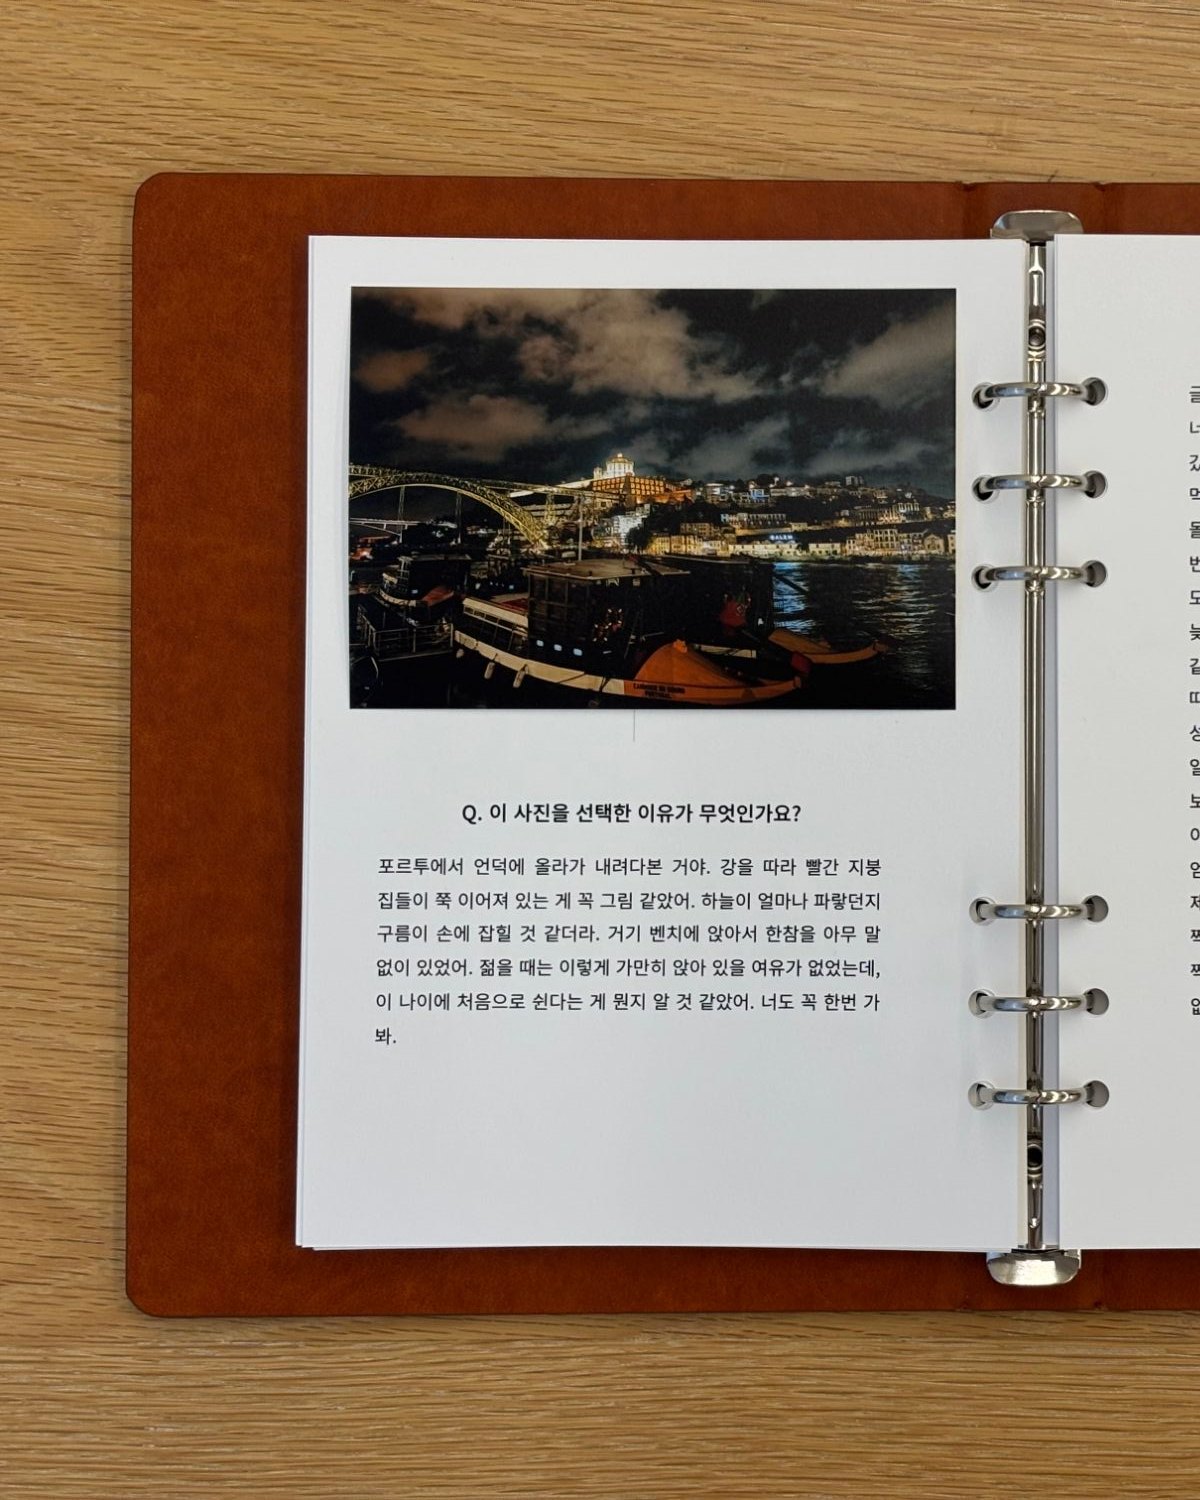 Q. 이 사진을 선택한 이유가 무엇인가요?
포르투에서 언덕에 올라가 내려다본 거야. 강을 따라 빨간 지붕
집들이 쭉 이어져 있는 게 꼭 그림 같았어. 하늘이 얼마나 파랗던지
구름이 손에 잡힐 것 같더라. 거기 벤치에 앉아서 한참을 아무 말
없이 있었어. 젊을 때는 이렇게 가만히 앉아 있을 여유가 없었는데,
이 나이에 처음으로 쉰다는 게 뭔지 알 것 같았어. 너도 꼭 한번 가
봐.